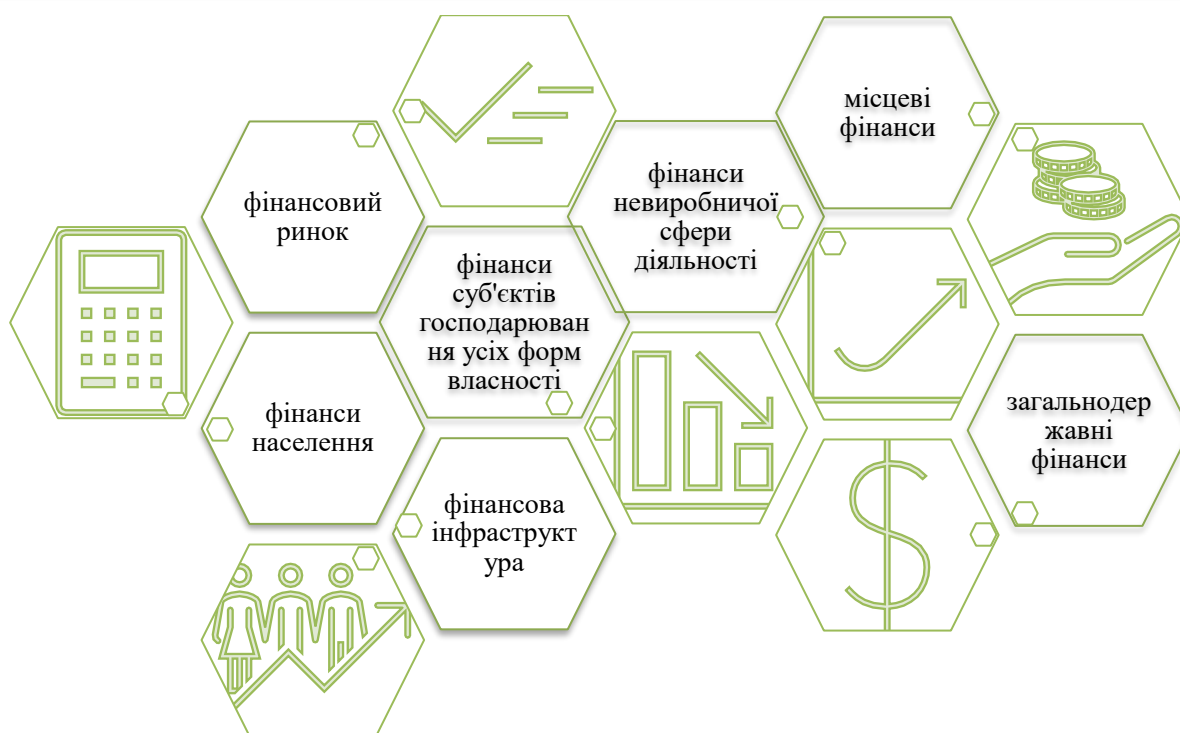 місцеві
фінанси
фінансовий
ринок
фінанси
невиробничої
сфери
діяльності
фінанси
суб'єктів
господарюван
ня усіх форм
власності
фінанси
населення
загальнодер
жавні
фінанси
фінансова
інфраструкт
ура